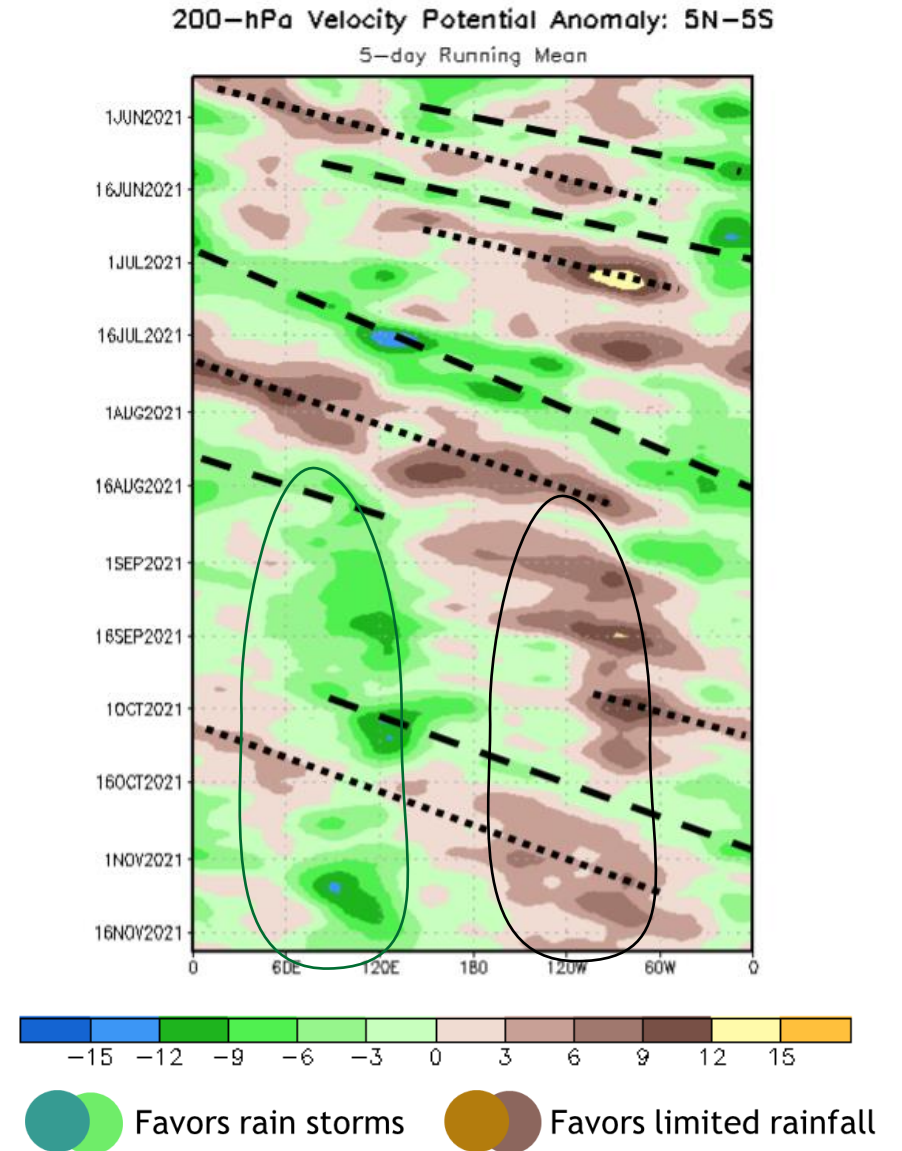 200-hPa Velocity Potential Anomaly: 5N-5S
5-day Running Mean
1JUN2021
16JUN2021
1JUL2021
16JUL2021
1AUG2021
16AUG2021
1SEP2021
16SEP2021
1OCT2021
16OCT2021
1NOV2021
16NOV2021
0 60E 120E 180 120W 60W 0
-15 -12 -9 -6 -3 0 3 6 9 12 15
Favors rain storms Favors limited rainfall